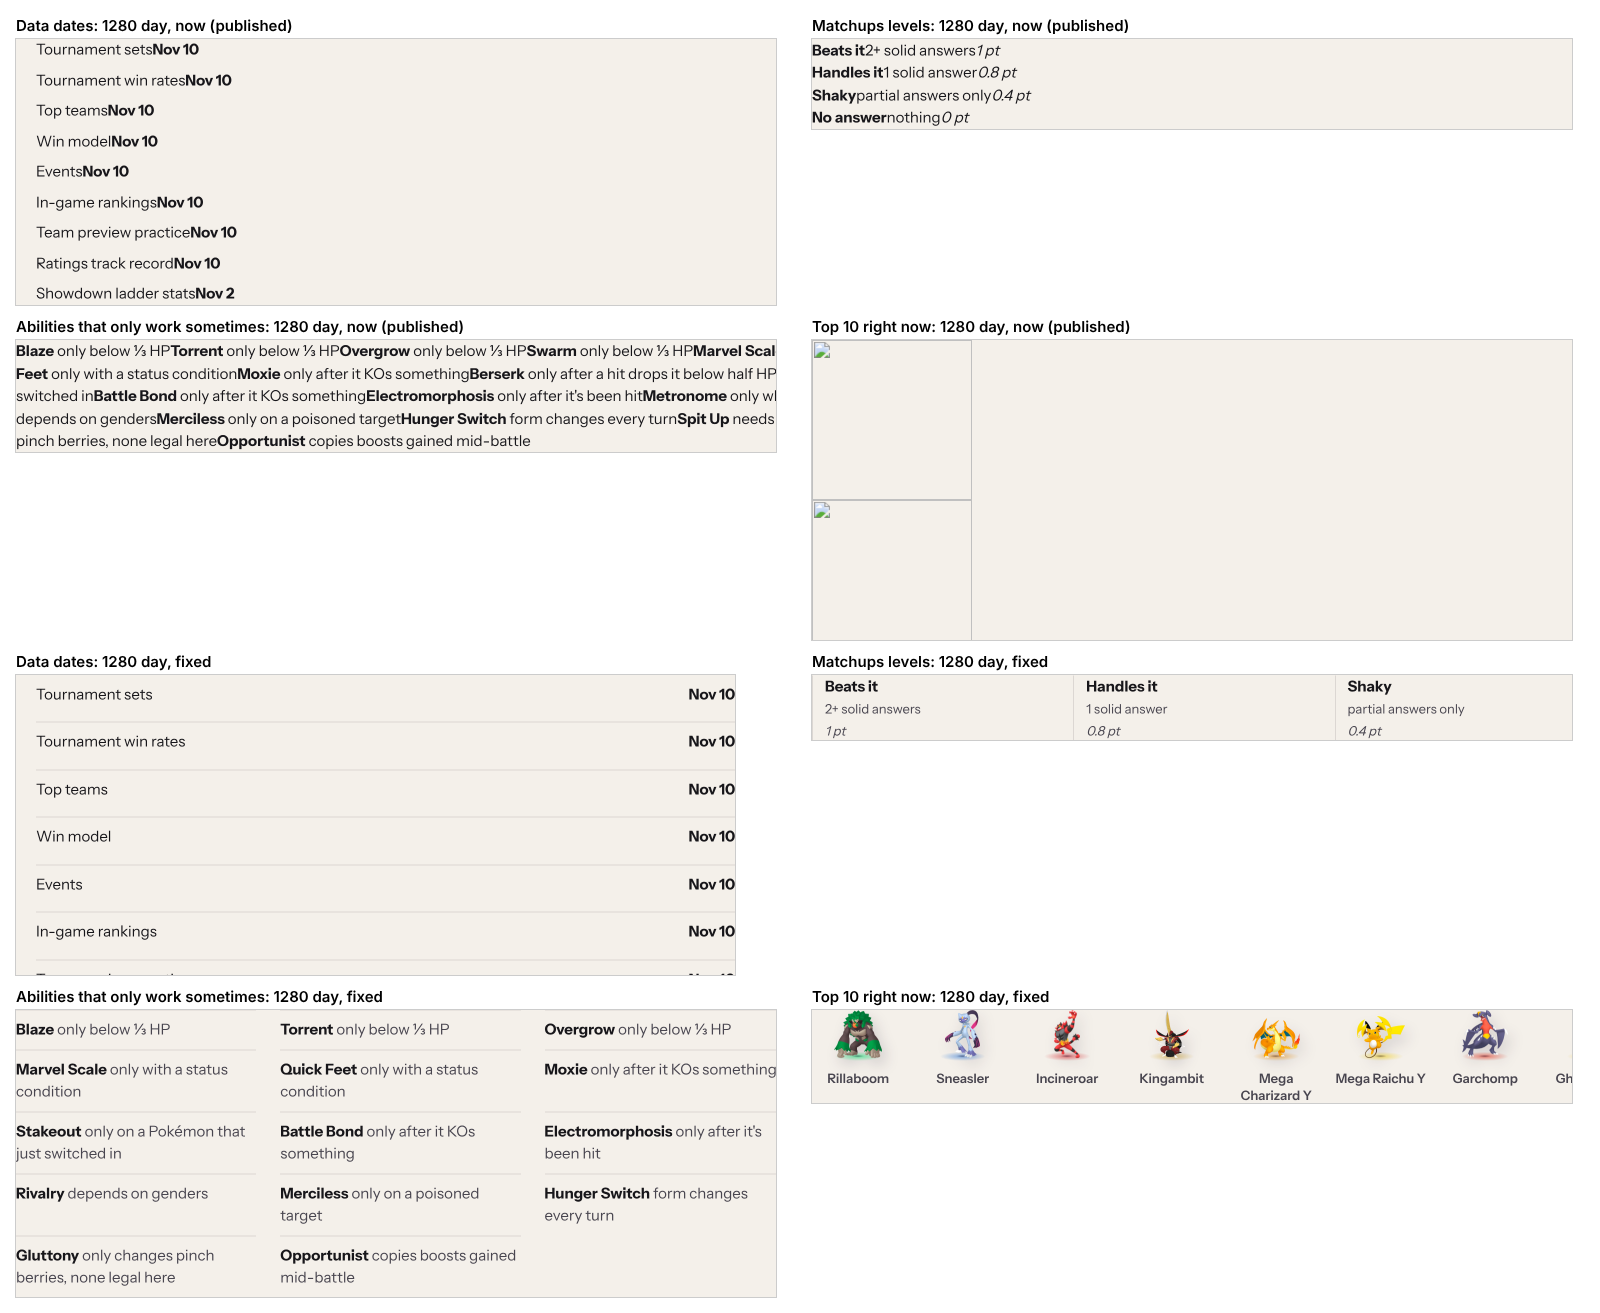 Data dates: 1280 day, now (published)
Tournament setsNov 10
Tournament win ratesNov 10
Top teamsNov 10
Win modelNov 10
EventsNov 10
In-game rankingsNov 10
Team preview practiceNov 10
Ratings track recordNov 10
Showdown ladder statsNov 2
Matchups levels: 1280 day, now (published)
Beats it2+ solid answers1 pt
Handles it1 solid answer0.8 pt
Shakypartial answers only0.4 pt
No answernothing0 pt
Abilities that only work sometimes: 1280 day, now (published)
Blaze only below ⅓ HPTorrent only below ⅓ HPOvergrow only below ⅓ HPSwarm only below ⅓ HPMarvel Scal
Feet only with a status conditionMoxie only after it KOs somethingBerserk only after a hit drops it below half HP
switched inBattle Bond only after it KOs somethingElectromorphosis only after it's been hitMetronome only
depends on gendersMerciless only on a poisoned targetHunger Switch form changes every turnSpit Up needs
pinch berries, none legal hereOpportunist copies boosts gained mid-battle
Top 10 right now: 1280 day, now (published)
Data dates: 1280 day, fixed
Tournament sets Nov 10
Tournament win rates Nov 10
Top teams Nov 10
Win model Nov 10
Events Nov 10
In-game rankings Nov 10
Matchups levels: 1280 day, fixed
Beats it Handles it Shaky
2+ solid answers 1 solid answer partial answers only
1 pt 0.8 pt 0.4 pt
Abilities that only work sometimes: 1280 day, fixed
Blaze only below ⅓ HP Torrent only below ⅓ HP Overgrow only below ⅓ HP
Marvel Scale only with a status Quick Feet only with a status Moxie only after it KOs something
condition condition
Stakeout only on a Pokémon that Battle Bond only after it KOs Electromorphosis only after it's
just switched in something been hit
Rivalry depends on genders Merciless only on a poisoned Hunger Switch form changes
target every turn
Gluttony only changes pinch Opportunist copies boosts gained
berries, none legal here mid-battle
Top 10 right now: 1280 day, fixed
Rillaboom Sneasler Incineroar Kingambit Mega Mega Raichu Y Garchomp Gh
Charizard Y